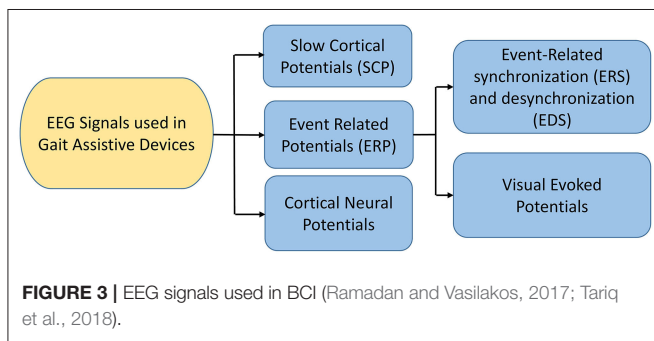 EEG Signals used in
Gait Assistive Devices
Slow Cortical
Potentials (SCP)
Event Related
Potentials (ERP)
Cortical Neural
Potentials
Event-Related
synchronization (ERS)
and desynchronization
(EDS)
Visual Evoked
Potentials
FIGURE 3 | EEG signals used in BCI (Ramadan and Vasilakos, 2017; Tariq
et al., 2018).